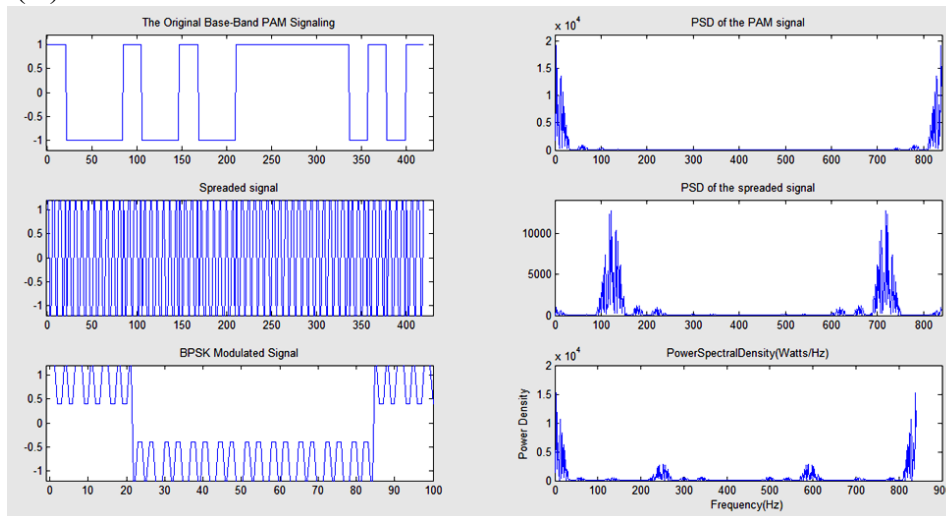 The Original Base-Band PAM Signaling
1
0.5
0
-0.5
-1
0 50 100 150 200 250 300 350 400
PSD of the PAM signal
x 10^4
2
1.5
1
0.5
0
0 100 200 300 400 500 600 700 800
Spreaded signal
1
0.5
0
-0.5
-1
0 50 100 150 200 250 300 350 400
PSD of the spreaded signal
10000
5000
0
0 100 200 300 400 500 600 700 800
BPSK Modulated Signal
1
0.5
0
-0.5
-1
0 20 40 60 80 100
PowerSpectralDensity(Watts/Hz)
x 10^4
2
1.5
1
0.5
0
Power Density
0 100 200 300 400 500 600 700 800
Frequency(Hz)